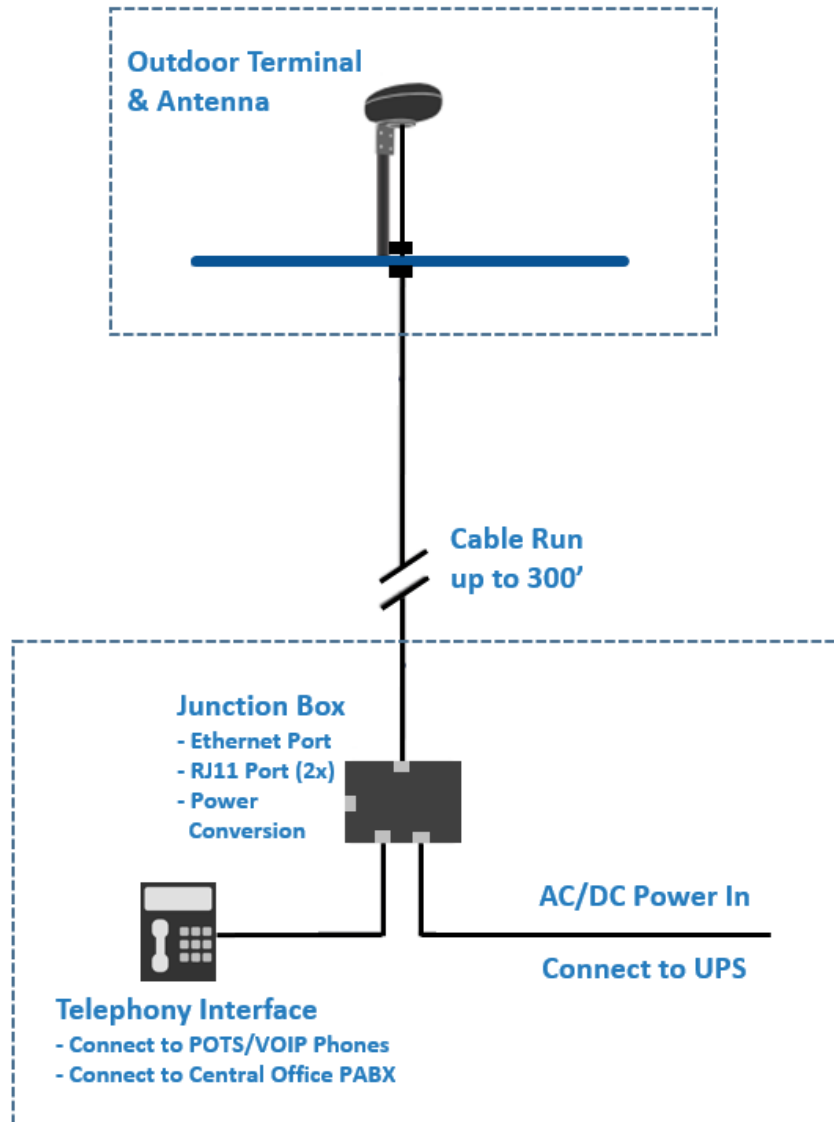 Outdoor Terminal
& Antenna
Cable Run
up to 300’
Junction Box
- Ethernet Port
- RJ11 Port (2x)
- Power
Conversion
AC/DC Power In
Connect to UPS
Telephony Interface
- Connect to POTS/VOIP Phones
- Connect to Central Office PABX